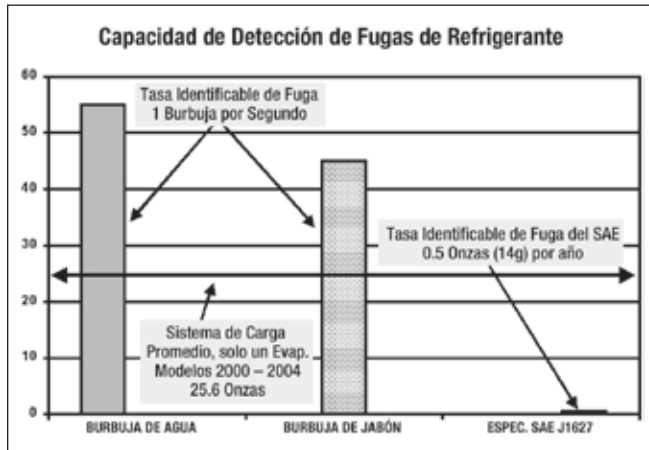 Capacidad de Detección de Fugas de Refrigerante
60
50
40
30
20
10
0
Tasa Identificable de Fuga
1 Burbuja por Segundo
Tasa Identificable de Fuga del SAE
0.5 Onzas (14g) por año
Sistema de Carga
Promedio, solo un Evap.
Modelos 2000 – 2004
25.6 Onzas
BURBUJA DE AGUA
BURBUJA DE JABÓN
ESPEC. SAE J1627